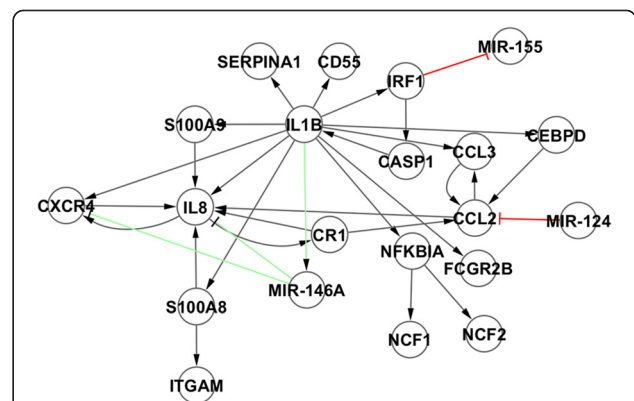 MIR-155
SERPINA1
CD55
IRF1
S100A9
IL1B
CEBPD
CASP1
CCL3
CXCR4
IL8
CCL2
MIR-124
CR1
NFKBIA
FCGR2B
MIR-146A
S100A8
NCF1
NCF2
ITGAM